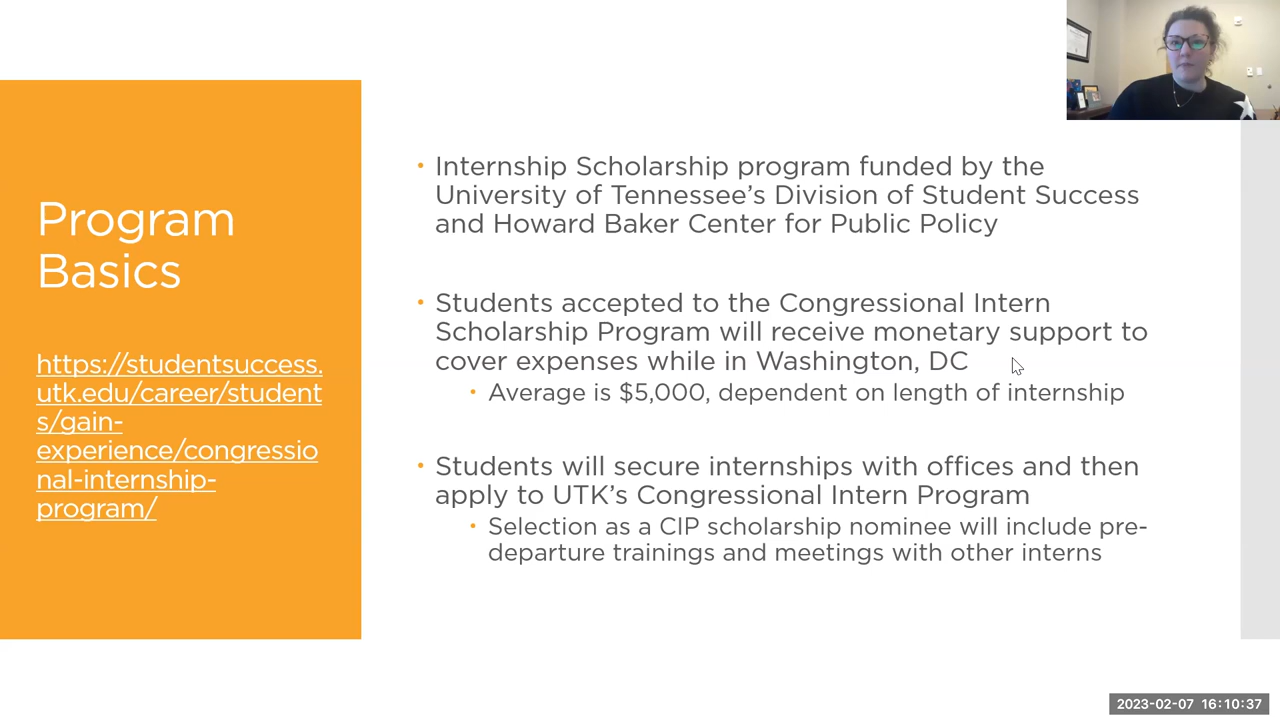 Program
Basics
https://studentsuccess.
utk.edu/career/student
s/gain-
experience/congressio
nal-internship-
program/
• Internship Scholarship program funded by the
University of Tennessee’s Division of Student Success
and Howard Baker Center for Public Policy
• Students accepted to the Congressional Intern
Scholarship Program will receive monetary support to
cover expenses while in Washington, DC
• Average is $5,000, dependent on length of internship
• Students will secure internships with offices and then
apply to UTK’s Congressional Intern Program
• Selection as a CIP scholarship nominee will include pre-
departure trainings and meetings with other interns
2023-02-07 16:10:37